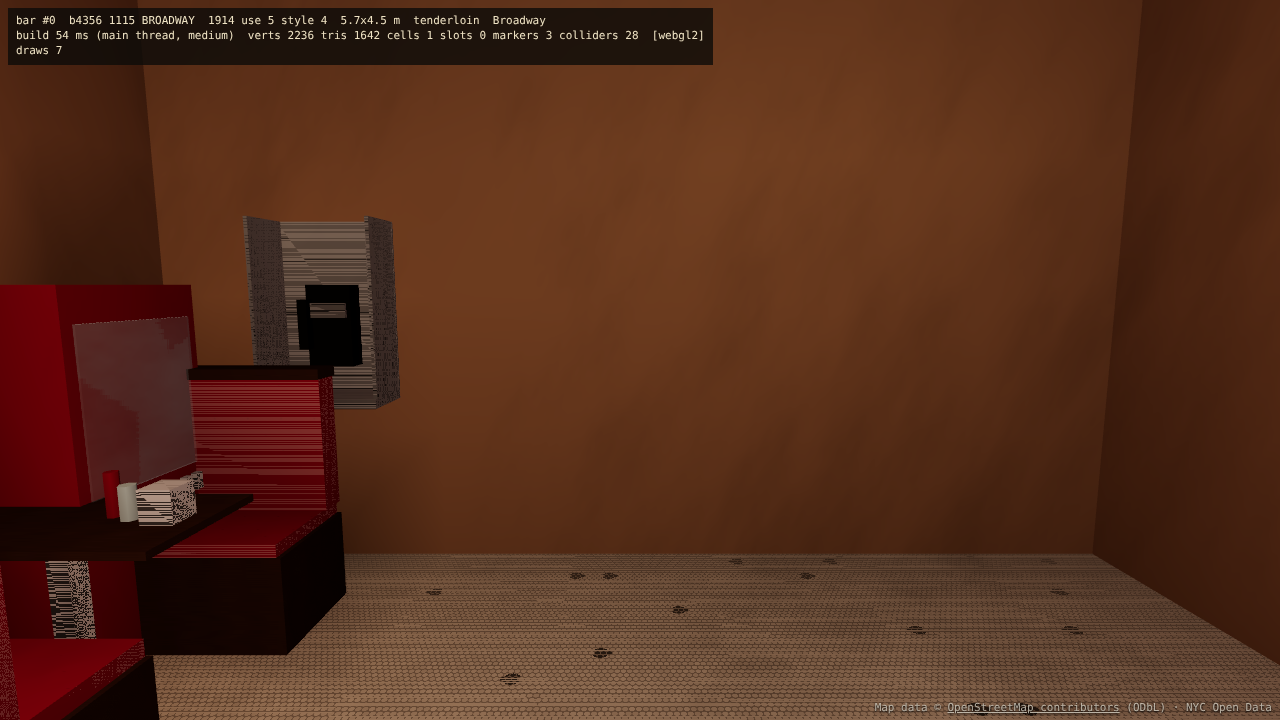 bar #0  b4356 1115 BROADWAY  1914 use 5 style 4  5.7x4.5 m  tenderloin  Broadway
build 54 ms (main thread, medium)  verts 2236 tris 1642 cells 1 slots 0 markers 3 colliders 28  [webgl2]
draws 7
Map data © OpenStreetMap contributors (ODbL) · NYC Open Data